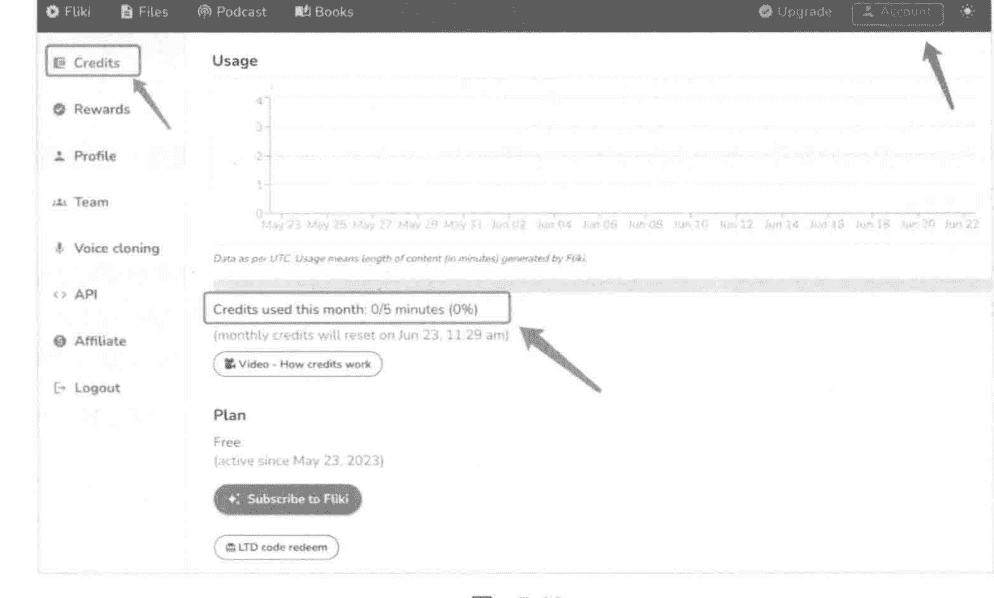 Fliki Files Podcast Books Upgrade Account
Credits
Rewards
Profile
Team
Voice cloning
API
Affiliate
Logout
Usage
4
3
2
1
0
May 23 May 25 May 27 May 29 May 31 Jun 02 Jun 04 Jun 06 Jun 08 Jun 10 Jun 12 Jun 14 Jun 16 Jun 18 Jun 20 Jun 22
Data as per UTC. Usage means length of content (in minutes) generated by Fliki.
Credits used this month: 0/5 minutes (0%)
(monthly credits will reset on Jun 23, 11:29 am)
Video - How credits work
Plan
Free
(active since May 23, 2023)
Subscribe to Fliki
LTD code redeem